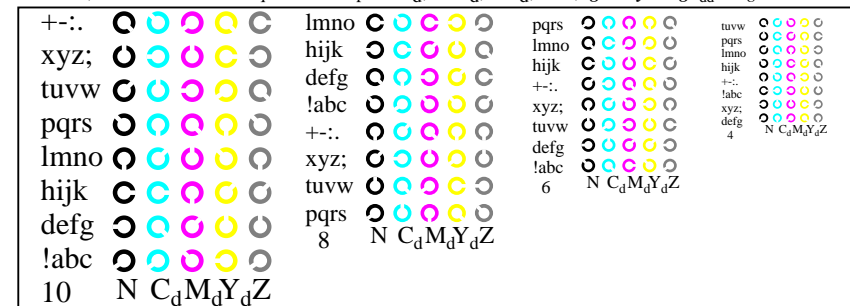 +-:.
xyz;
tuvw
pqrs
lmno
hijk
defg
!abc
10 N CdMdYdZ
lmno
hijk
defg
!abc
+-:.
xyz;
tuvw
pqrs
8 N CdMdYdZ
pqrs
lmno
hijk
+-:.
xyz;
tuvw
defg
!abc
6 N CdMdYdZ
tuvw
pqrs
lmno
hijk
+-:.
!abc
xyz;
defg
4 N CdMdYdZ